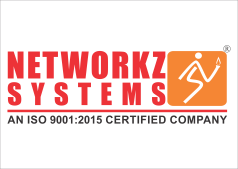 NETWORKZ
SYSTEMS
®
AN ISO 9001:2015 CERTIFIED COMPANY